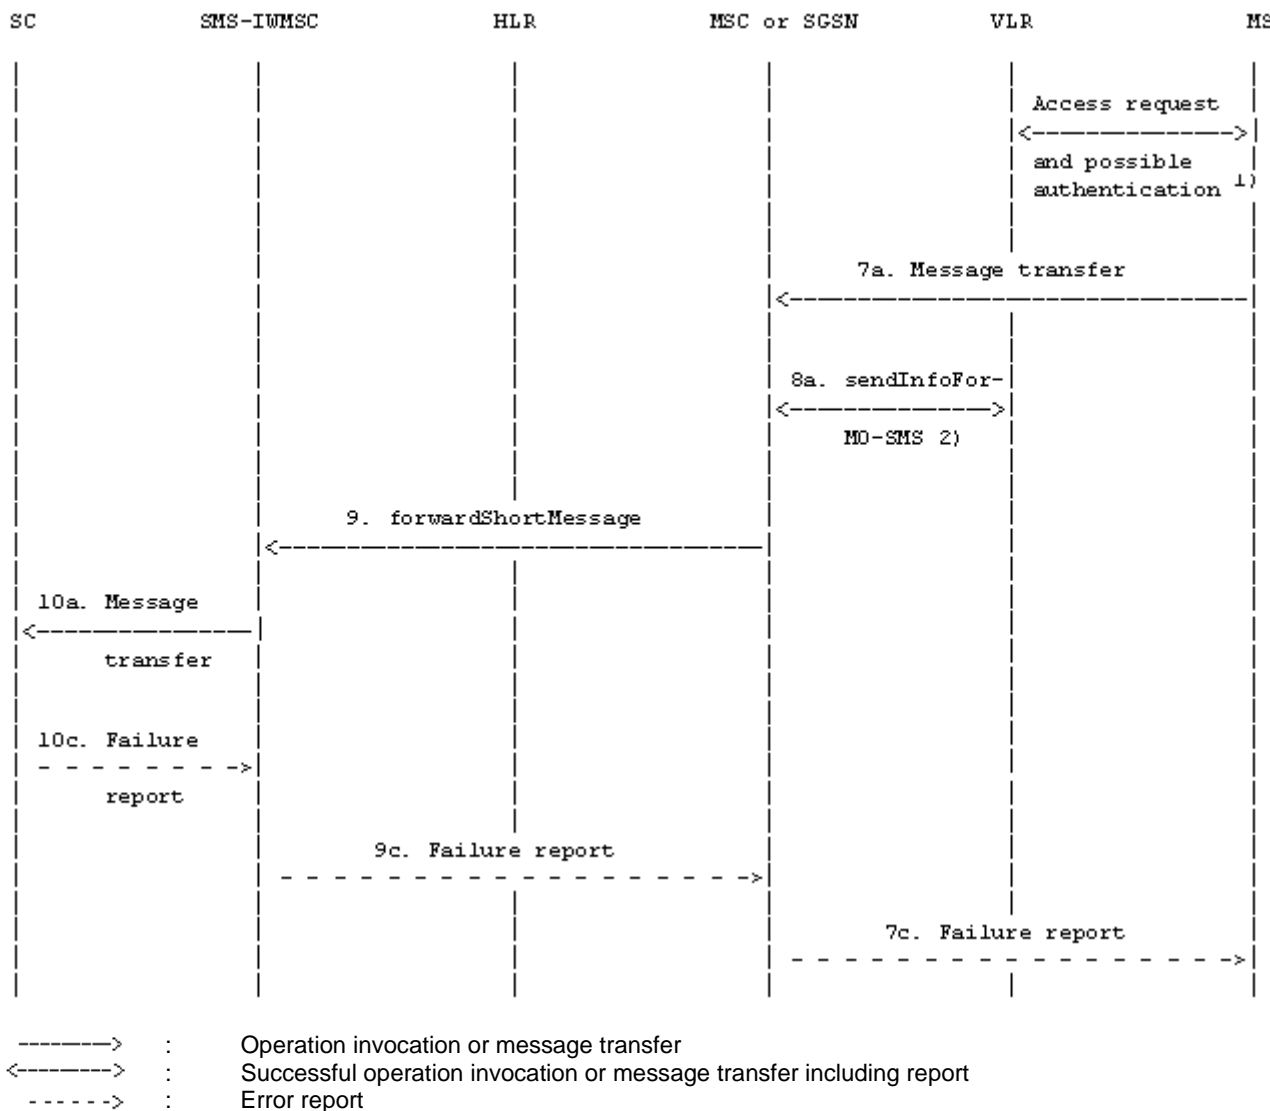 SC SMS-IWMSC HLR MSC or SGSN VLR MS
Access request
and possible
authentication 1)
7a. Message transfer
8a. sendInfoFor-
MO-SMS 2)
9. forwardShortMessage
10a. Message
transfer
10c. Failure
report
9c. Failure report
7c. Failure report
: Operation invocation or message transfer
: Successful operation invocation or message transfer including report
: Error report